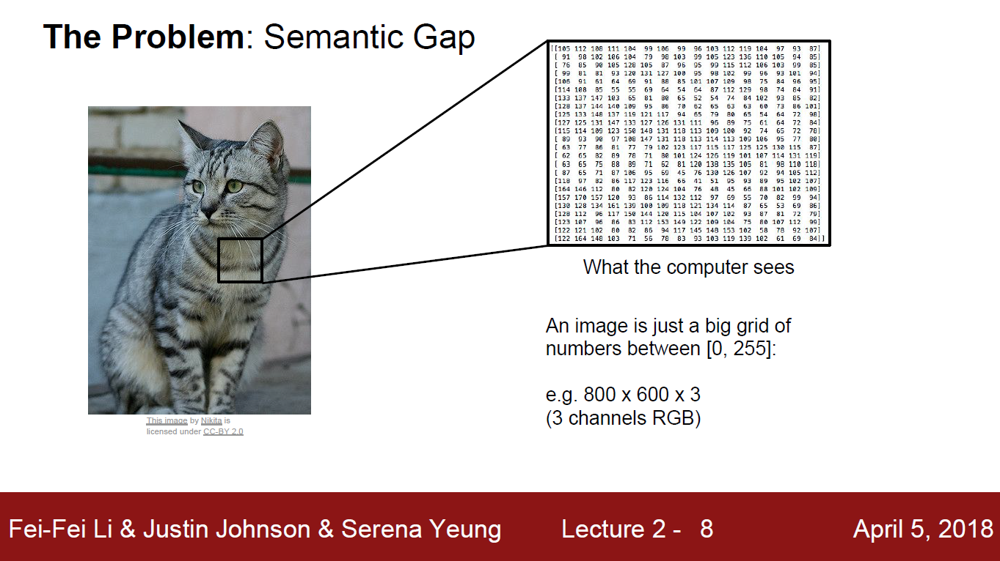 The Problem: Semantic Gap
[[105 112 108 111 104 99 106 99 96 103 112 119 104 97 93 87]
[ 91 98 102 106 104 79 98 103 99 105 123 136 110 105 94 85]
[ 76 85 90 105 128 105 87 96 95 99 115 112 106 103 99 85]
[ 99 81 81 93 120 131 127 100 95 98 102 99 96 93 101 94]
[106 91 61 64 69 91 88 85 101 107 109 98 75 84 96 95]
[114 108 85 55 55 69 64 54 64 87 112 129 98 74 84 91]
[133 137 147 103 65 81 80 65 52 54 74 84 102 93 85 82]
[128 137 144 140 109 95 86 70 62 65 63 63 60 73 86 101]
[125 133 148 137 119 121 117 94 65 79 80 65 54 64 72 98]
[127 125 131 147 133 127 126 131 111 96 89 75 61 64 72 84]
[115 114 109 123 150 148 131 118 113 109 100 92 74 65 72 78]
[ 89 93 90 97 108 147 131 118 113 114 113 109 106 95 77 80]
[ 63 77 86 81 77 79 102 123 117 115 117 125 125 130 115 87]
[ 62 65 82 89 78 71 80 101 124 126 119 101 107 114 131 119]
[ 63 65 75 88 89 71 62 81 120 138 135 105 81 98 110 118]
[ 87 65 71 87 106 95 69 45 76 130 126 107 92 94 105 112]
[118 97 82 86 117 123 116 66 41 51 95 93 89 95 102 107]
[164 146 112 80 82 120 124 104 76 48 45 66 88 101 102 109]
[157 170 157 120 93 86 114 132 112 97 69 55 70 82 99 94]
[130 128 134 161 139 100 109 118 121 134 114 87 65 53 69 86]
[128 112 96 117 150 144 120 115 104 107 102 93 87 81 72 79]
[123 107 96 86 83 112 153 149 122 109 104 75 80 107 112 99]
[122 121 102 80 82 86 94 117 145 148 153 102 58 78 92 107]
[122 164 148 103 71 56 78 83 93 103 119 139 102 61 69 84]]
What the computer sees
An image is just a big grid of
numbers between [0, 255]:
e.g. 800 x 600 x 3
(3 channels RGB)
This image by Nikita is
licensed under CC-BY 2.0
Fei-Fei Li & Justin Johnson & Serena Yeung Lecture 2 - 8 April 5, 2018